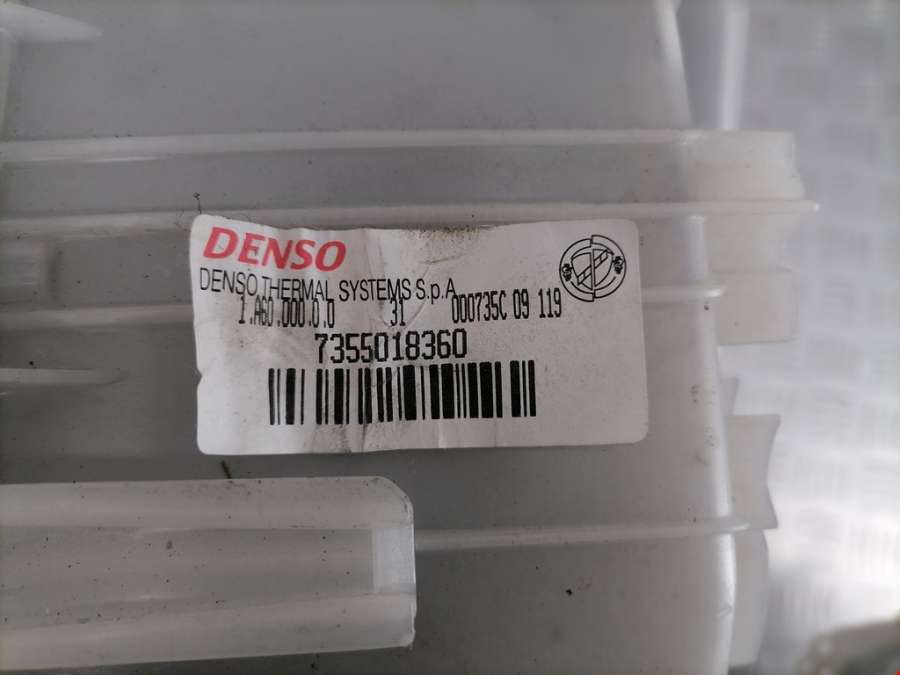 DENSO
DENSO THERMAL SYSTEMS S.p.A
1.A60.000.0.0 31 000735C 09 119
7355018360